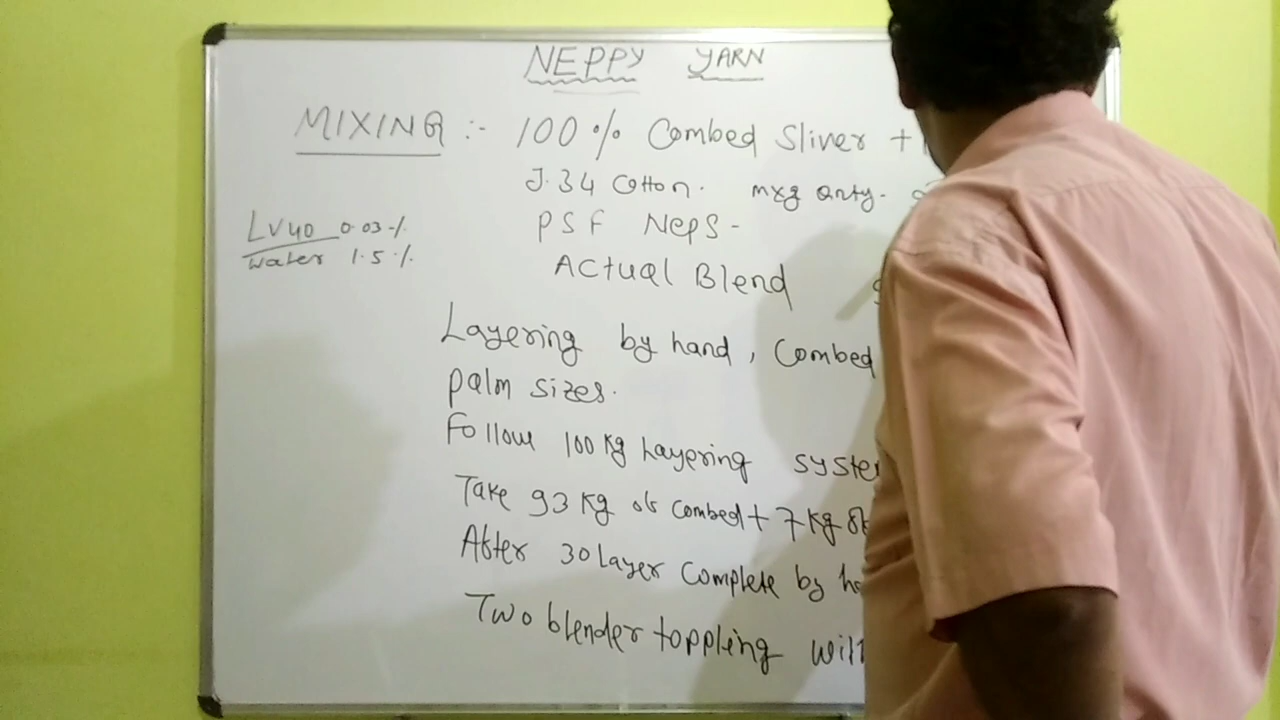 NEPPY YARN
MIXING :- 100% Combed Sliver +
J.34 Cotton. mxg qnty.
LV40 0.03%
PSF Neps-
Water 1.5%
Actual Blend
Layering by hand, Combed
palm sizes.
Follow 100 Kg Layering
Take 93 Kg of combed + 7 Kg of
After 30 layer complete by
Two blender toppling will